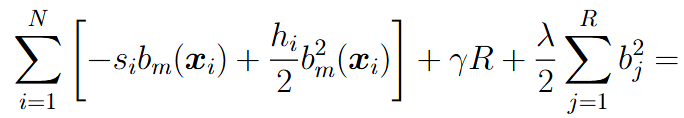 $$\sum_{i=1}^{N} \left[ -s_i b_m(\boldsymbol{x}_i) + \frac{h_i}{2} b_m^2(\boldsymbol{x}_i) \right] + \gamma R + \frac{\lambda}{2} \sum_{j=1}^{R} b_j^2 =$$